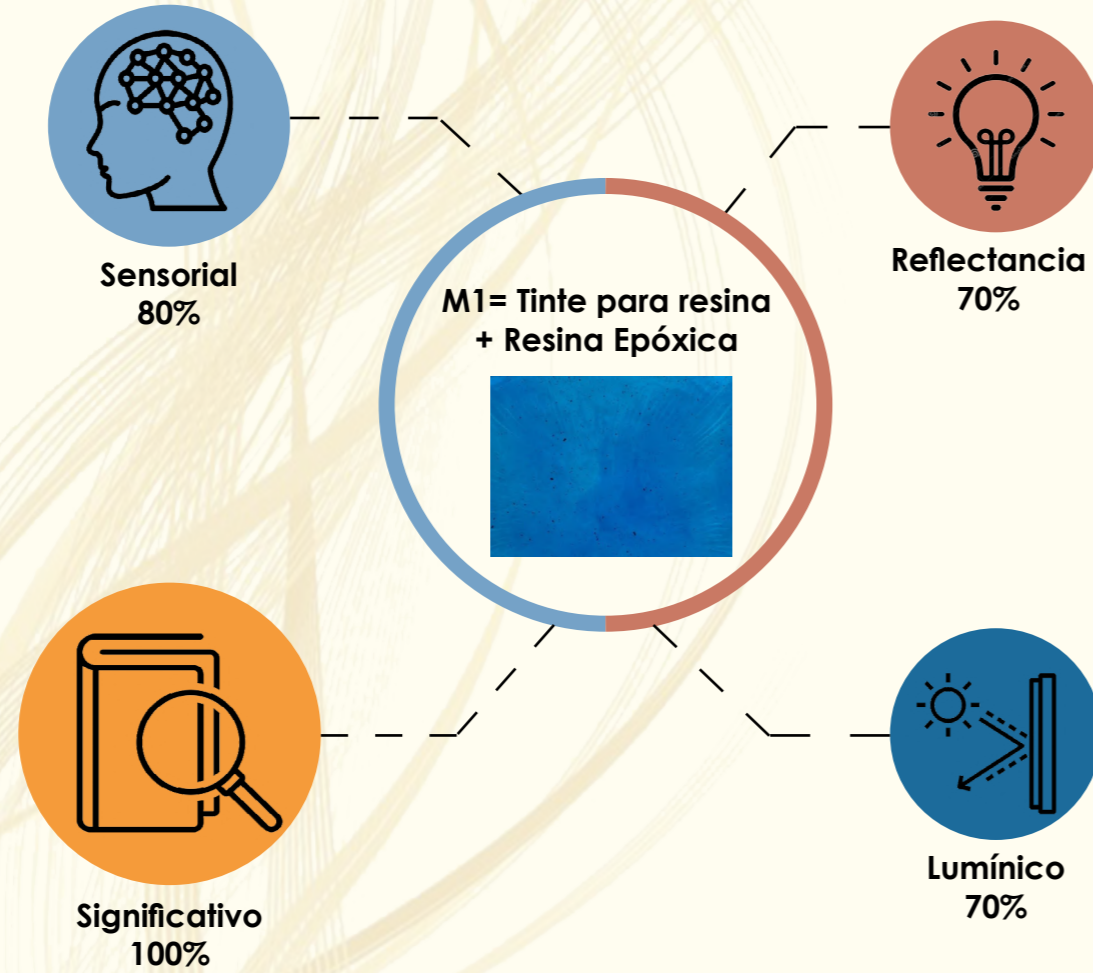 Sensorial
80%
Reflectancia
70%
M1= Tinte para resina
+ Resina Epóxica
Significativo
100%
Lumínico
70%